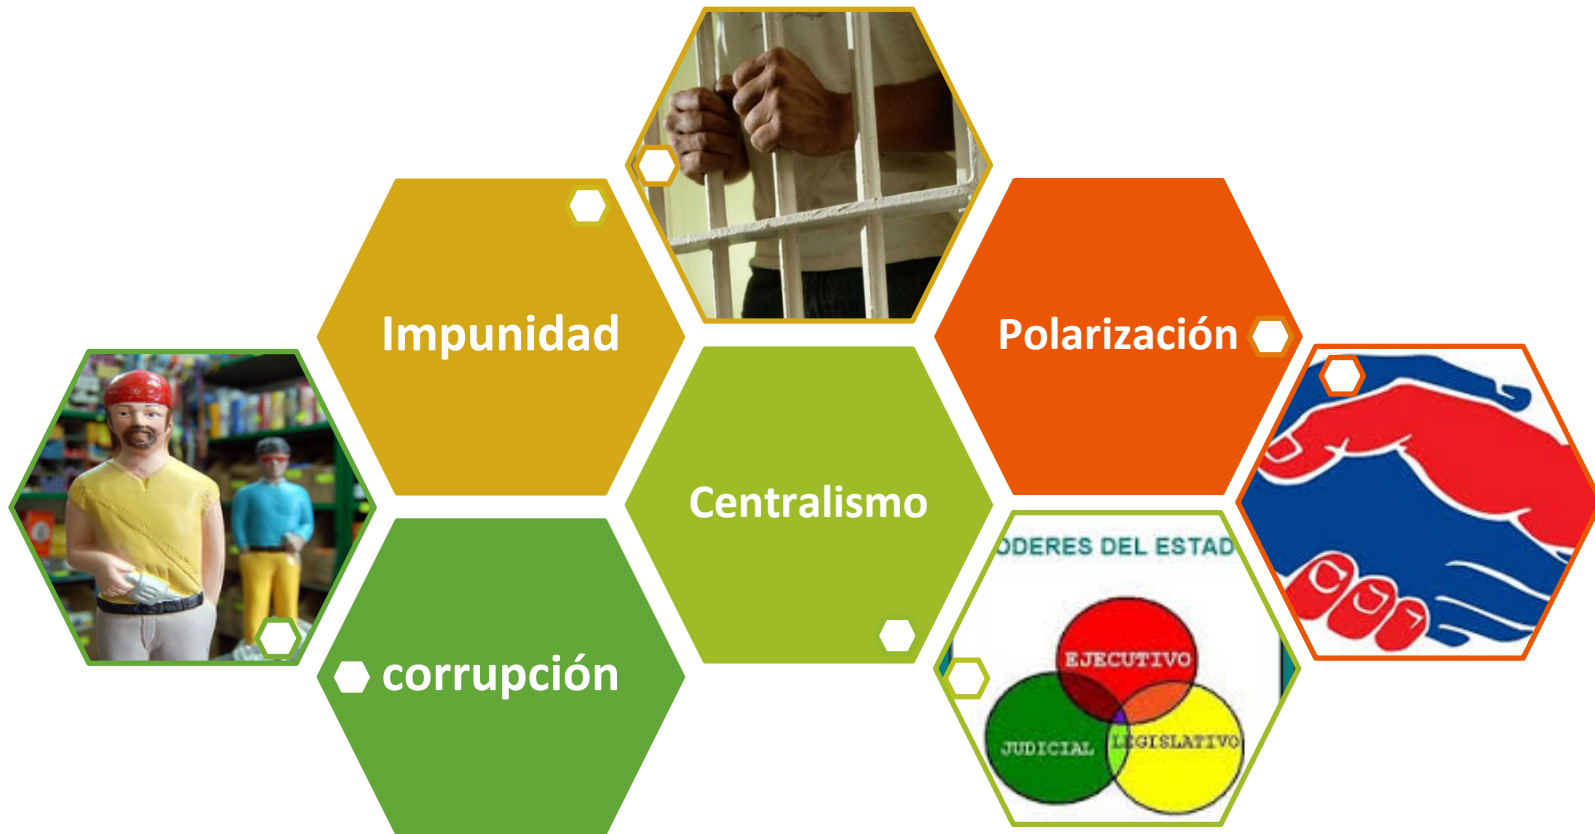 Impunidad
Polarización
Centralismo
corrupción
ODERES DEL ESTAD
EJECUTIVO
JUDICIAL
LEGISLATIVO